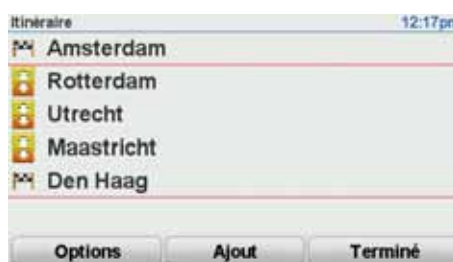 Itinéraire 12:17pm
Amsterdam
Rotterdam
Utrecht
Maastricht
Den Haag
Options Ajout Terminé